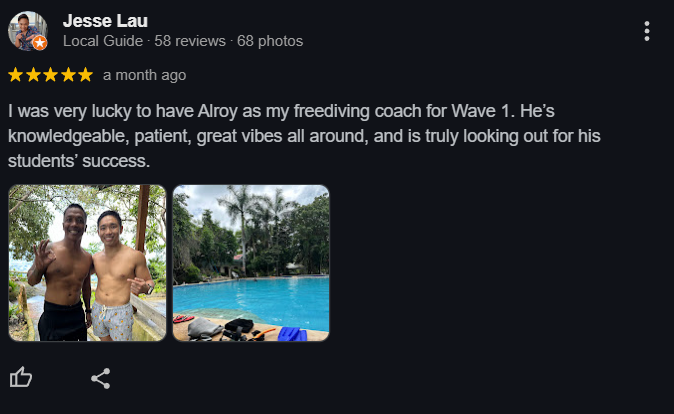 Jesse Lau
Local Guide · 58 reviews · 68 photos
a month ago
I was very lucky to have Alroy as my freediving coach for Wave 1. He’s
knowledgeable, patient, great vibes all around, and is truly looking out for his
students’ success.